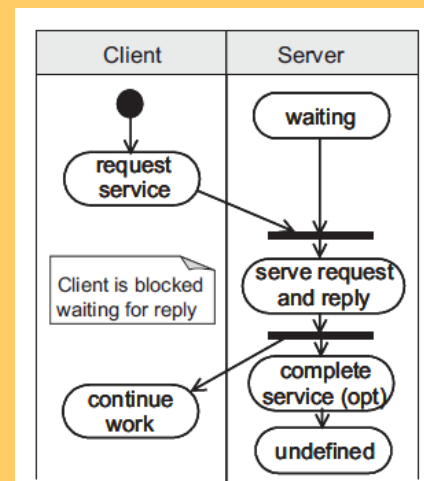 Client
Server
waiting
request
service
Client is blocked
waiting for reply
serve request
and reply
complete
service (opt)
continue
work
undefined